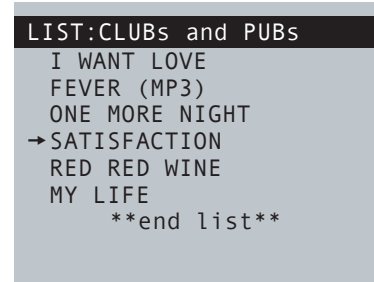 LIST:CLUBs and PUBs
I WANT LOVE
FEVER (MP3)
ONE MORE NIGHT
→SATISFACTION
RED RED WINE
MY LIFE
**end list**